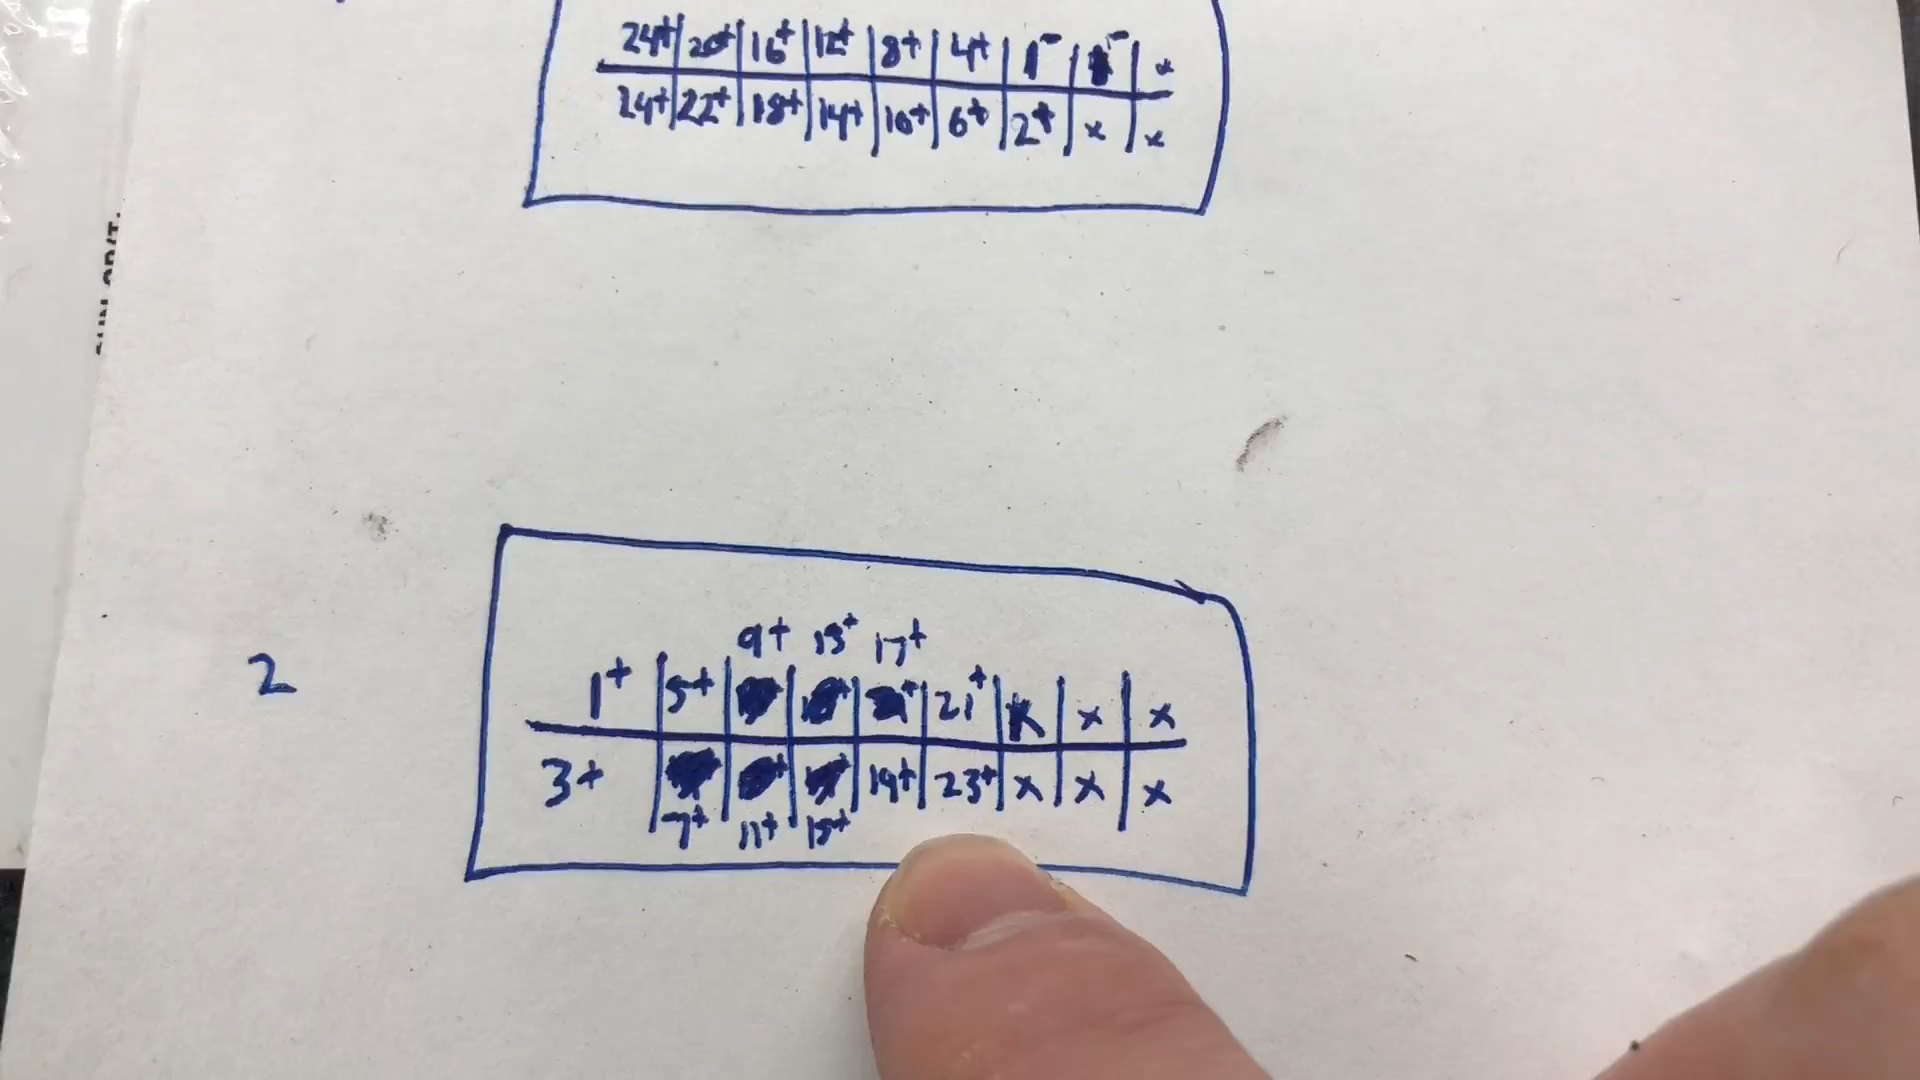 24+ 20+ 16+ 12+ 8+ 4+ 1- 1- x
24+ 22+ 18+ 14+ 10+ 6+ 2+ x x
2
9+ 13+ 17+
1+ 5+ 21+ x x x
3+ 19+ 23+ x x x
7+ 11+ 15+